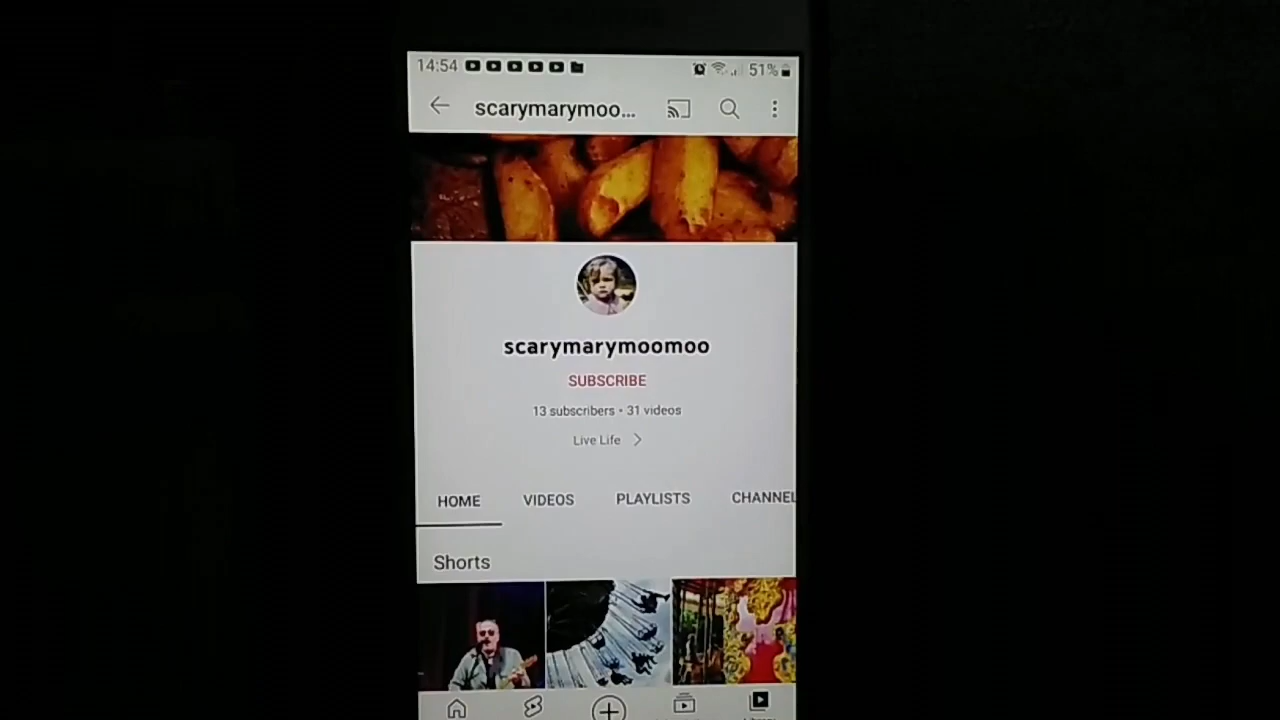 14:54 51%
scarymarymoo...
scarymarymoomoo
SUBSCRIBE
13 subscribers • 31 videos
Live Life
HOME VIDEOS PLAYLISTS CHANNEL
Shorts